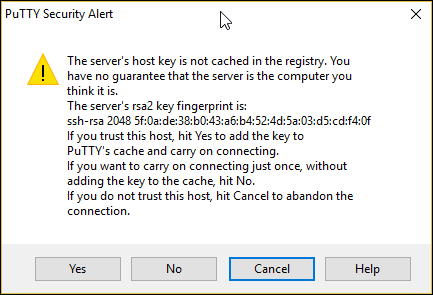 PuTTY Security Alert
The server's host key is not cached in the registry. You
have no guarantee that the server is the computer you
think it is.
The server's rsa2 key fingerprint is:
ssh-rsa 2048 5f:0a:de:38:b0:43:a6:b4:52:4d:5a:03:d5:cd:f4:0f
If you trust this host, hit Yes to add the key to
PuTTY's cache and carry on connecting.
If you want to carry on connecting just once, without
adding the key to the cache, hit No.
If you do not trust this host, hit Cancel to abandon the
connection.
Yes No Cancel Help